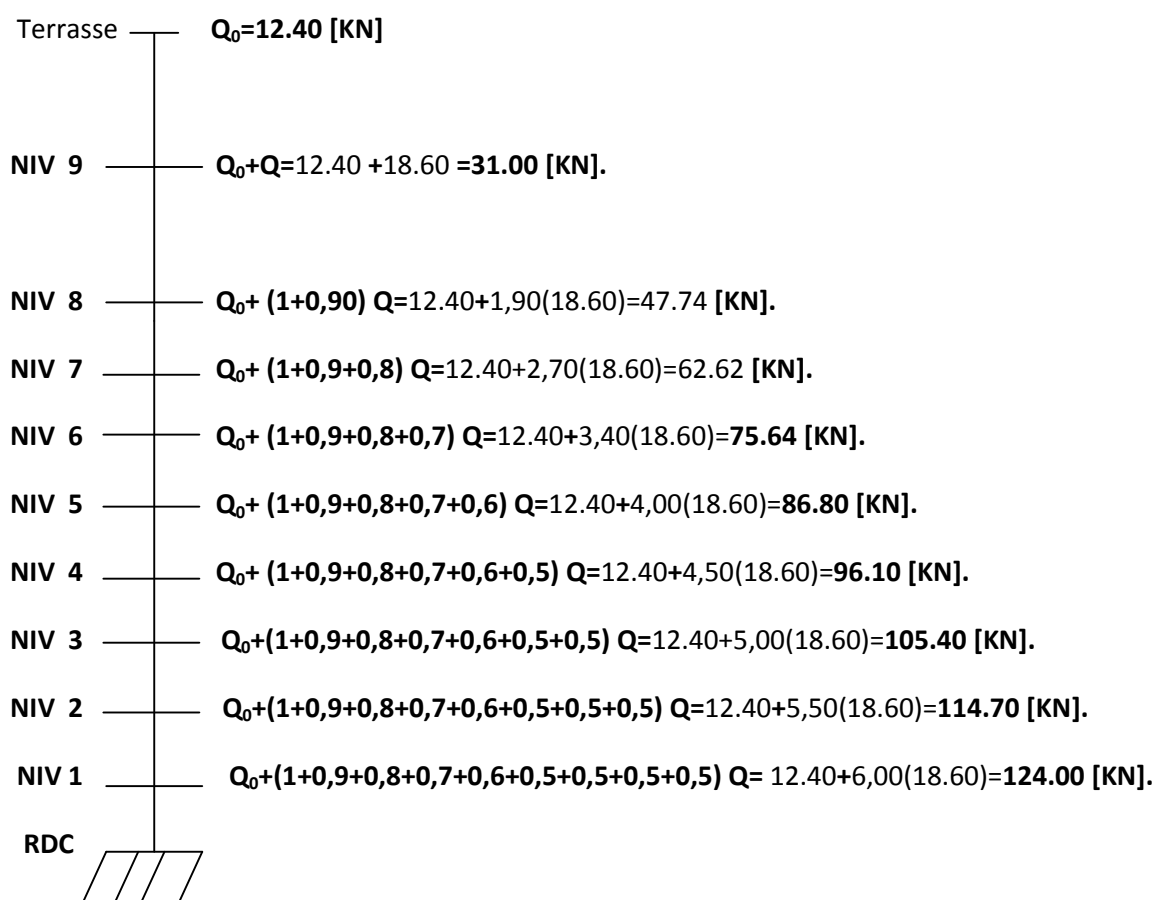 Terrasse Q₀=12.40 [KN]
NIV 9 Q₀+Q=12.40 +18.60 =31.00 [KN].
NIV 8 Q₀+ (1+0,90) Q=12.40+1,90(18.60)=47.74 [KN].
NIV 7 Q₀+ (1+0,9+0,8) Q=12.40+2,70(18.60)=62.62 [KN].
NIV 6 Q₀+ (1+0,9+0,8+0,7) Q=12.40+3,40(18.60)=75.64 [KN].
NIV 5 Q₀+ (1+0,9+0,8+0,7+0,6) Q=12.40+4,00(18.60)=86.80 [KN].
NIV 4 Q₀+ (1+0,9+0,8+0,7+0,6+0,5) Q=12.40+4,50(18.60)=96.10 [KN].
NIV 3 Q₀+(1+0,9+0,8+0,7+0,6+0,5+0,5) Q=12.40+5,00(18.60)=105.40 [KN].
NIV 2 Q₀+(1+0,9+0,8+0,7+0,6+0,5+0,5+0,5) Q=12.40+5,50(18.60)=114.70 [KN].
NIV 1 Q₀+(1+0,9+0,8+0,7+0,6+0,5+0,5+0,5+0,5) Q= 12.40+6,00(18.60)=124.00 [KN].
RDC